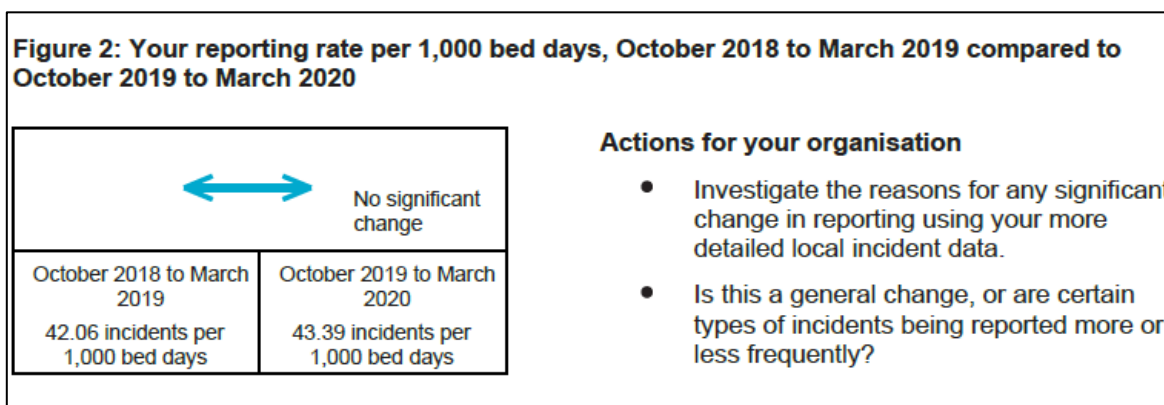 Figure 2: Your reporting rate per 1,000 bed days, October 2018 to March 2019 compared to
October 2019 to March 2020
No significant
change
October 2018 to March
2019
42.06 incidents per
1,000 bed days
October 2019 to March
2020
43.39 incidents per
1,000 bed days
Actions for your organisation
• Investigate the reasons for any significant
change in reporting using your more
detailed local incident data.
• Is this a general change, or are certain
types of incidents being reported more or
less frequently?